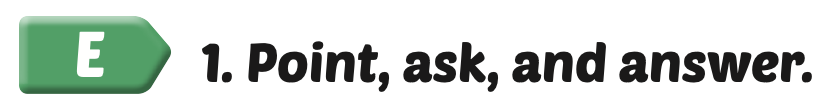 E 1. Point, ask, and answer.